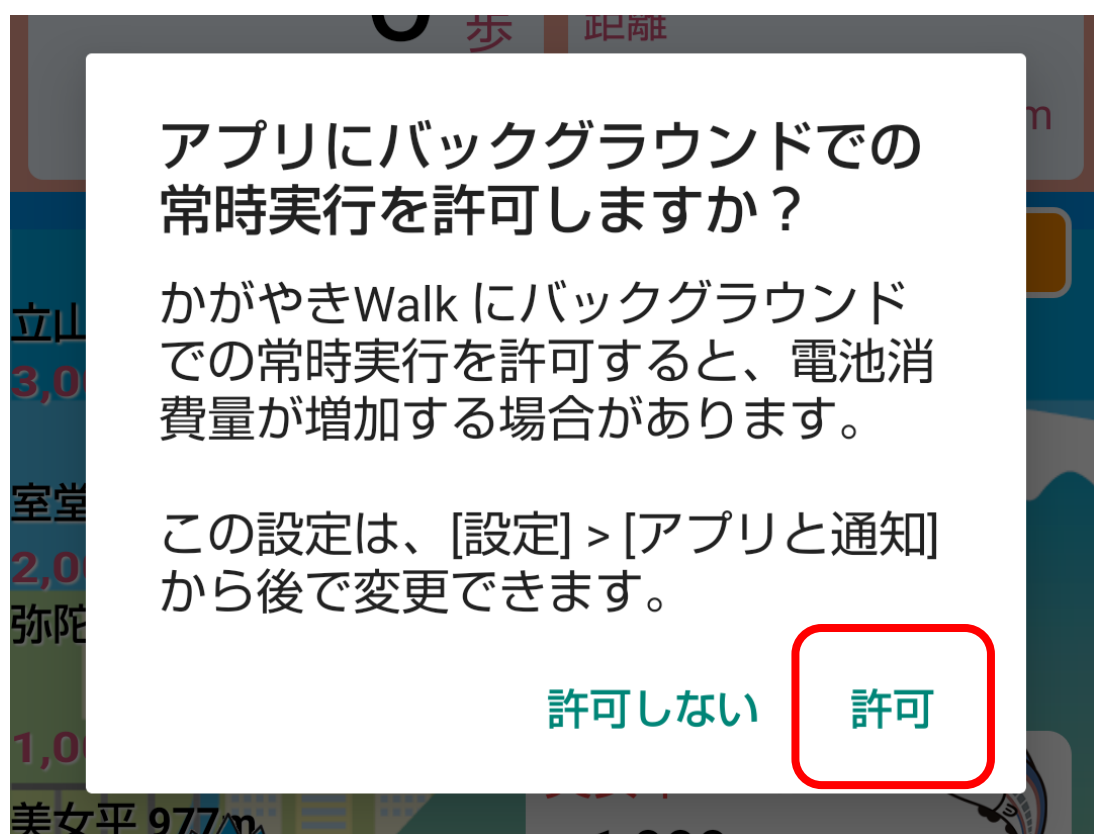 歩
距離
m
アプリにバックグラウンドでの
常時実行を許可しますか？
かがやきWalk にバックグラウンド
での常時実行を許可すると、電池消
費量が増加する場合があります。
この設定は、[設定] > [アプリと通知]
から後で変更できます。
許可しない
許可
立山
3,0
室堂
2,0
弥陀
1,0
美女平 977m